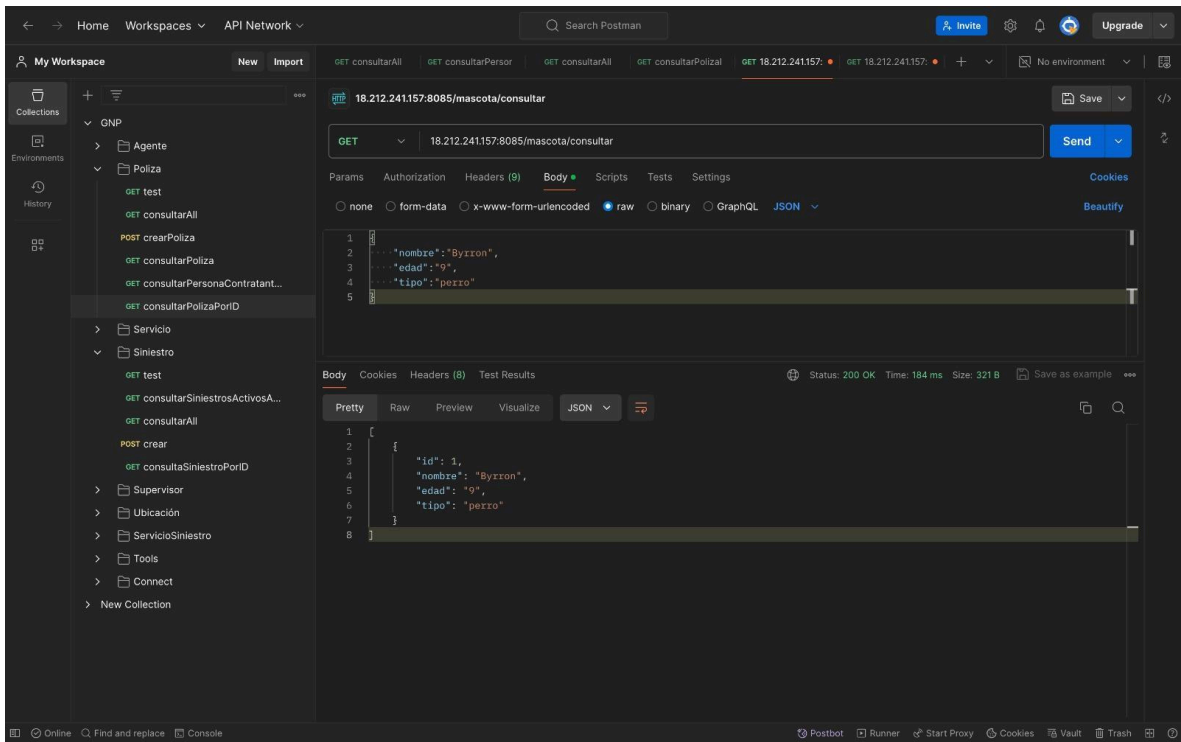 Home Workspaces API Network Search Postman Invite Upgrade
My Workspace New Import GET consultarAll GET consultarPersor GET consultarAll GET consultarPolizaI GET 18.212.241.157: GET 18.212.241.157: No environment
Collections
Environments
History
GNP
Agente
Poliza
GET test
GET consultarAll
POST crearPoliza
GET consultarPoliza
GET consultarPersonaContratant...
GET consultarPolizaPorID
Servicio
Siniestro
GET test
GET consultarSiniestrosActivosA...
GET consultarAll
POST crear
GET consultaSiniestroPorID
Supervisor
Ubicación
ServicioSiniestro
Tools
Connect
New Collection
HTTP 18.212.241.157:8085/mascota/consultar Save
GET 18.212.241.157:8085/mascota/consultar Send
Params Authorization Headers (9) Body Scripts Tests Settings Cookies
none form-data x-www-form-urlencoded raw binary GraphQL JSON Beautify
1 {
2 "nombre":"Byrron",
3 "edad":"9",
4 "tipo":"perro"
5 }
Body Cookies Headers (8) Test Results Status: 200 OK Time: 184 ms Size: 321 B Save as example
Pretty Raw Preview Visualize JSON
1 [
2 {
3 "id": 1,
4 "nombre": "Byrron",
5 "edad": "9",
6 "tipo": "perro"
7 }
8 ]
Online Find and replace Console Postbot Runner Start Proxy Cookies Vault Trash